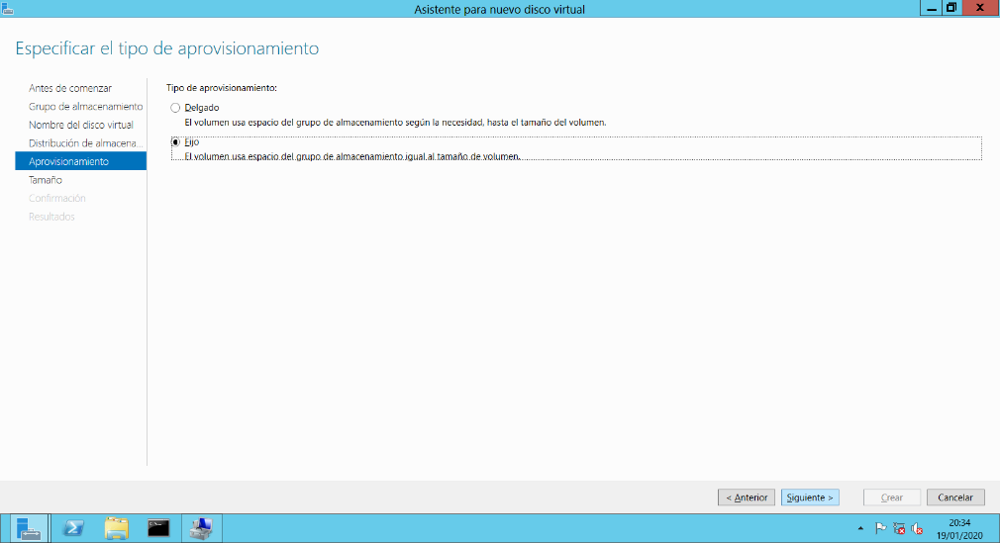 Asistente para nuevo disco virtual
Especificar el tipo de aprovisionamiento
Antes de comenzar
Grupo de almacenamiento
Nombre del disco virtual
Distribución de almacena...
Aprovisionamiento
Tamaño
Confirmación
Resultados
Tipo de aprovisionamiento:
Delgado
El volumen usa espacio del grupo de almacenamiento según la necesidad, hasta el tamaño del volumen.
Fijo
El volumen usa espacio del grupo de almacenamiento igual al tamaño de volumen.
< Anterior
Siguiente >
Crear
Cancelar
20:34
19/01/2020